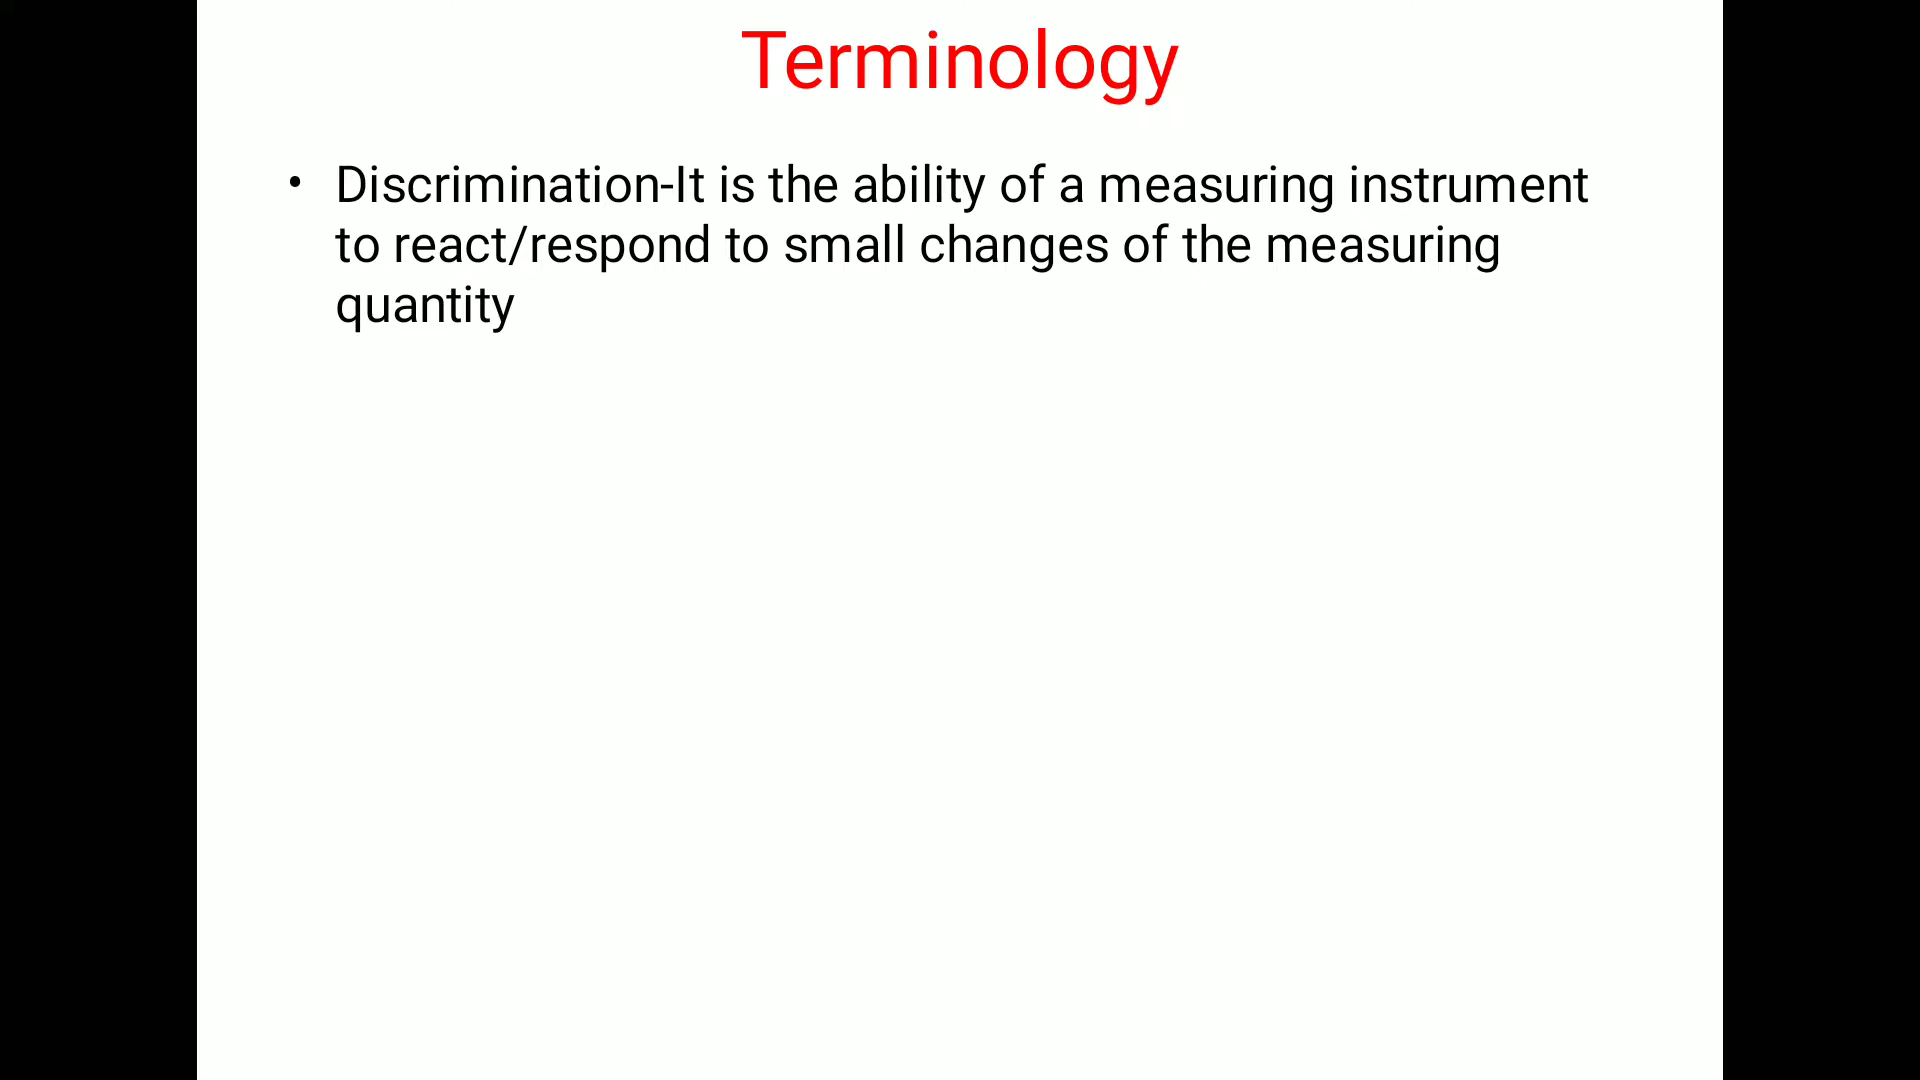 Terminology
• Discrimination-It is the ability of a measuring instrument
to react/respond to small changes of the measuring
quantity